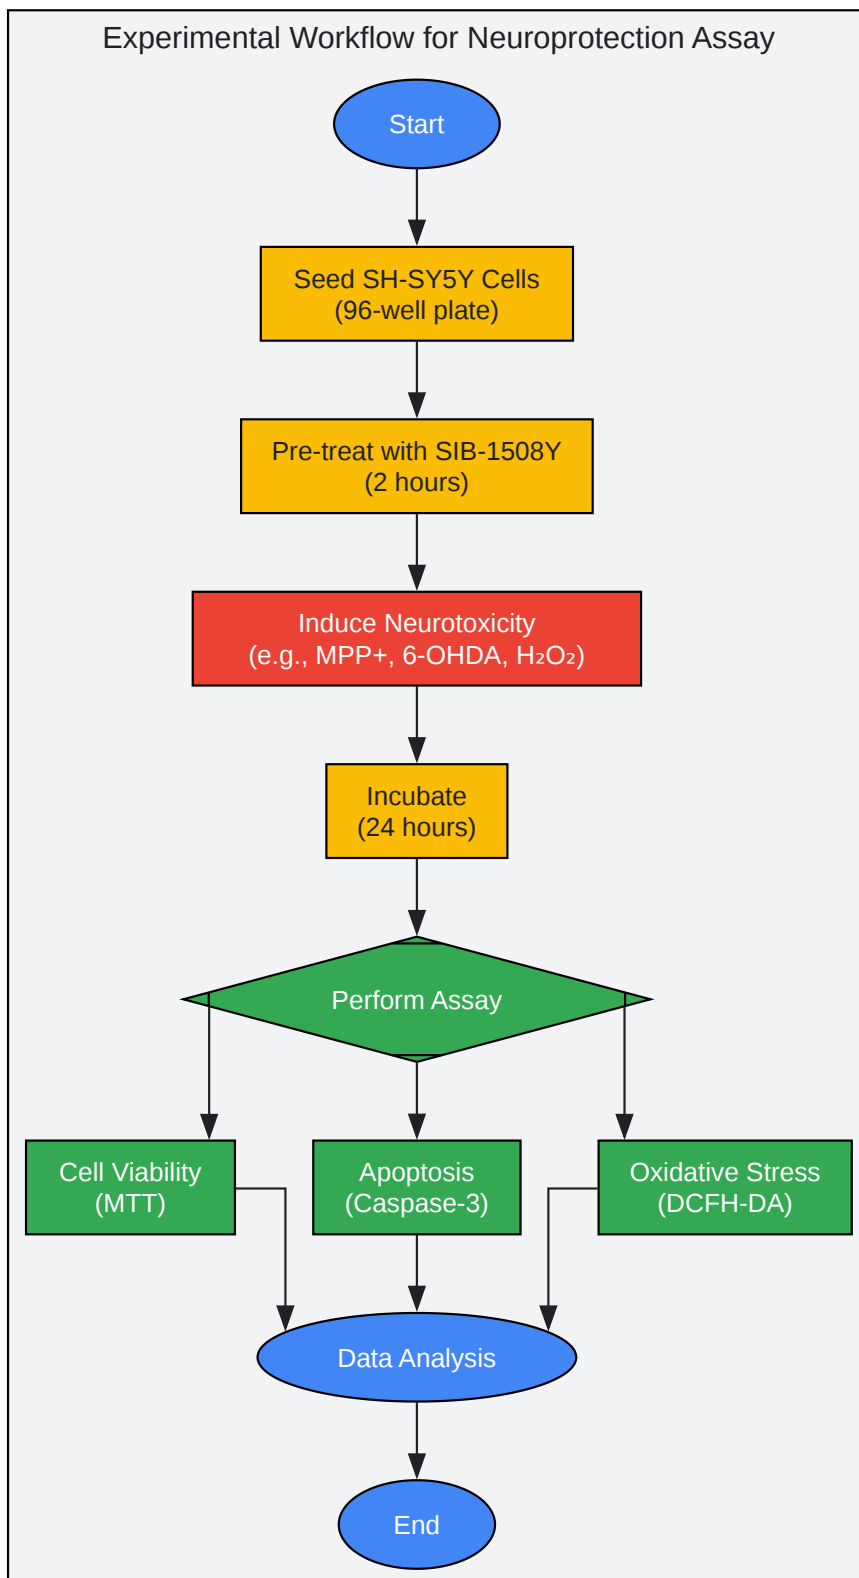 Experimental Workflow for Neuroprotection Assay
Start
Seed SH-SY5Y Cells
(96-well plate)
Pre-treat with SIB-1508Y
(2 hours)
Induce Neurotoxicity
(e.g., MPP+, 6-OHDA, H₂O₂)
Incubate
(24 hours)
Perform Assay
Cell Viability
(MTT)
Apoptosis
(Caspase-3)
Oxidative Stress
(DCFH-DA)
Data Analysis
End